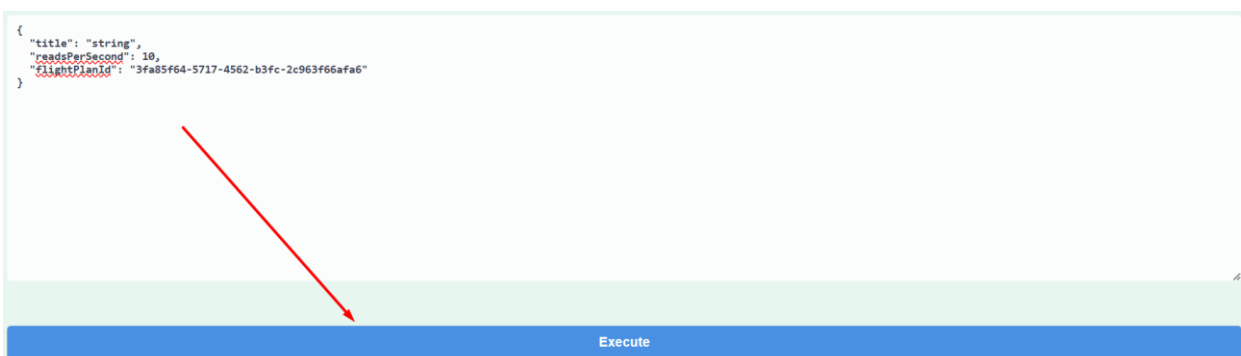 {
"title": "string",
"readsPerSecond": 10,
"flightPlanId": "3fa85f64-5717-4562-b3fc-2c963f66afa6"
}
Execute